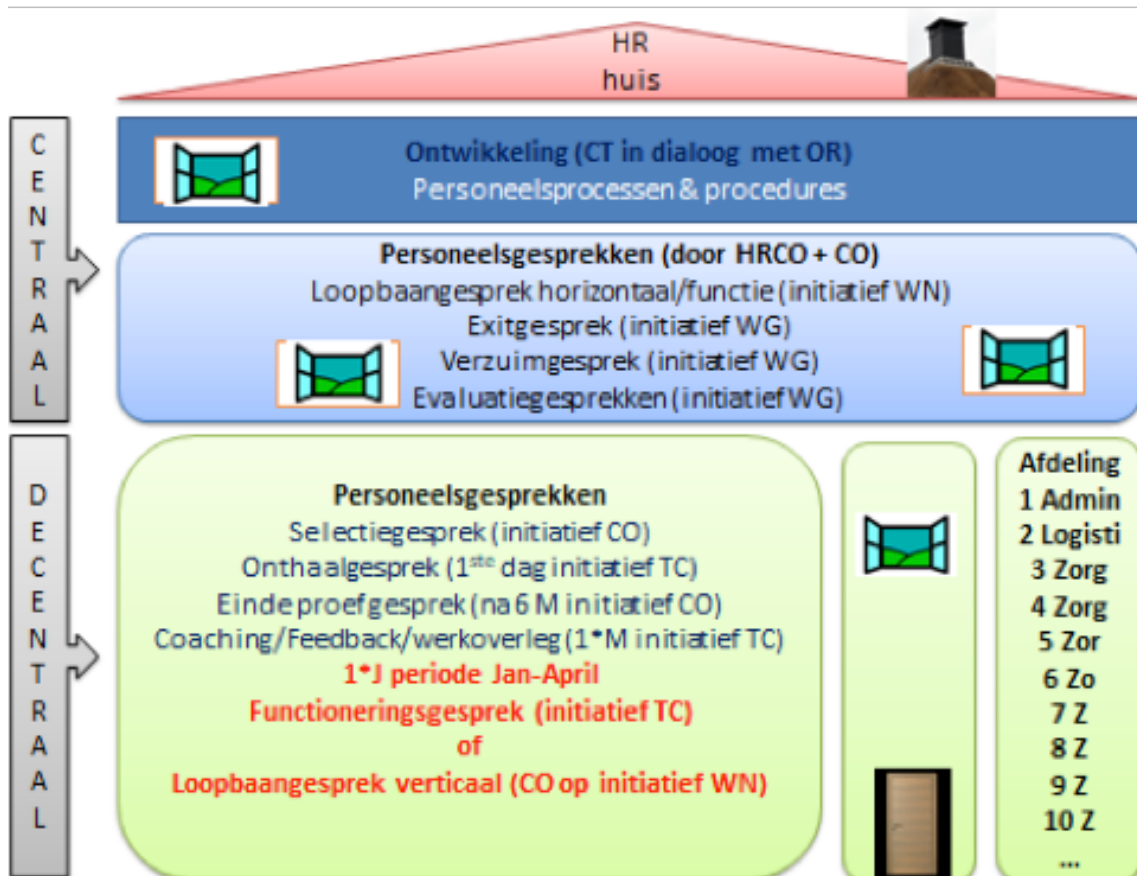 HR
huis
CENTRAAL
Ontwikkeling (CT in dialoog met OR)
Personeelsprocessen & procedures
Personeelsgesprekken (door HRCO + CO)
Loopbaangesprek horizontaal/functie (initiatief WN)
Exitgesprek (initiatief WG)
Verzuimgesprek (initiatief WG)
Evaluatiegesprekken (initiatief WG)
DECENTRAAL
Personeelsgesprekken
Selectiegesprek (initiatief CO)
Onthaalgesprek (1ste dag initiatief TC)
Einde proefgesprek (na 6 M initiatief CO)
Coaching/Feedback/werkoverleg (1*M initiatief TC)
1*J periode Jan-April
Functioneringsgesprek (initiatief TC)
of
Loopbaangesprek verticaal (CO op initiatief WN)
Afdeling
1 Admin
2 Logisti
3 Zorg
4 Zorg
5 Zor
6 Zo
7 Z
8 Z
9 Z
10 Z
...